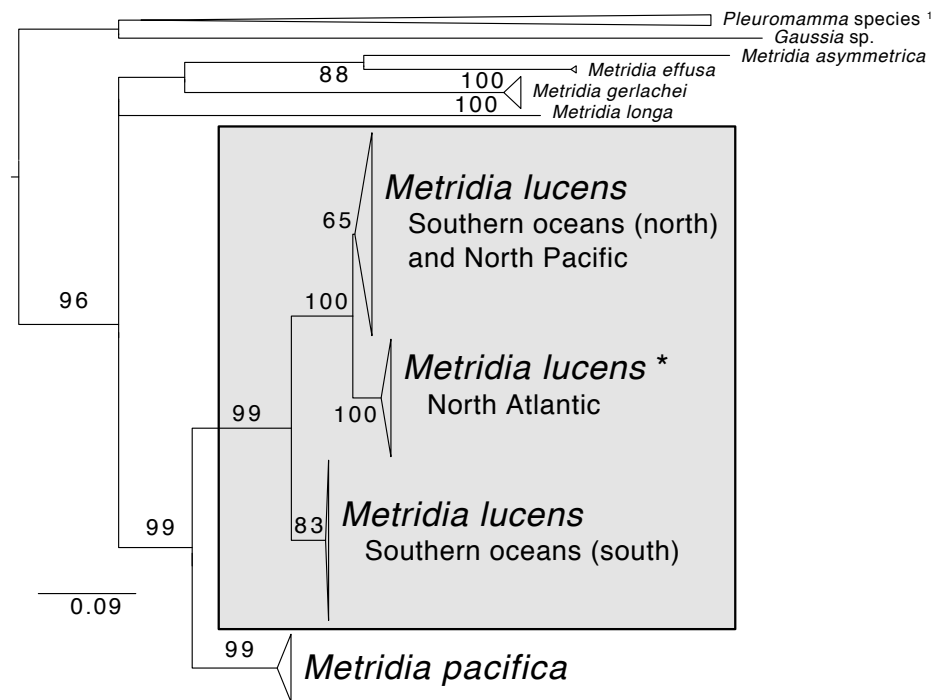 Pleuromamma species ¹
Gaussia sp.
Metridia asymmetrica
88
Metridia effusa
100
Metridia gerlachei
100
Metridia longa
Metridia lucens
65
Southern oceans (north)
and North Pacific
96
100
Metridia lucens *
99
100
North Atlantic
83
Metridia lucens
99
Southern oceans (south)
0.09
99
Metridia pacifica